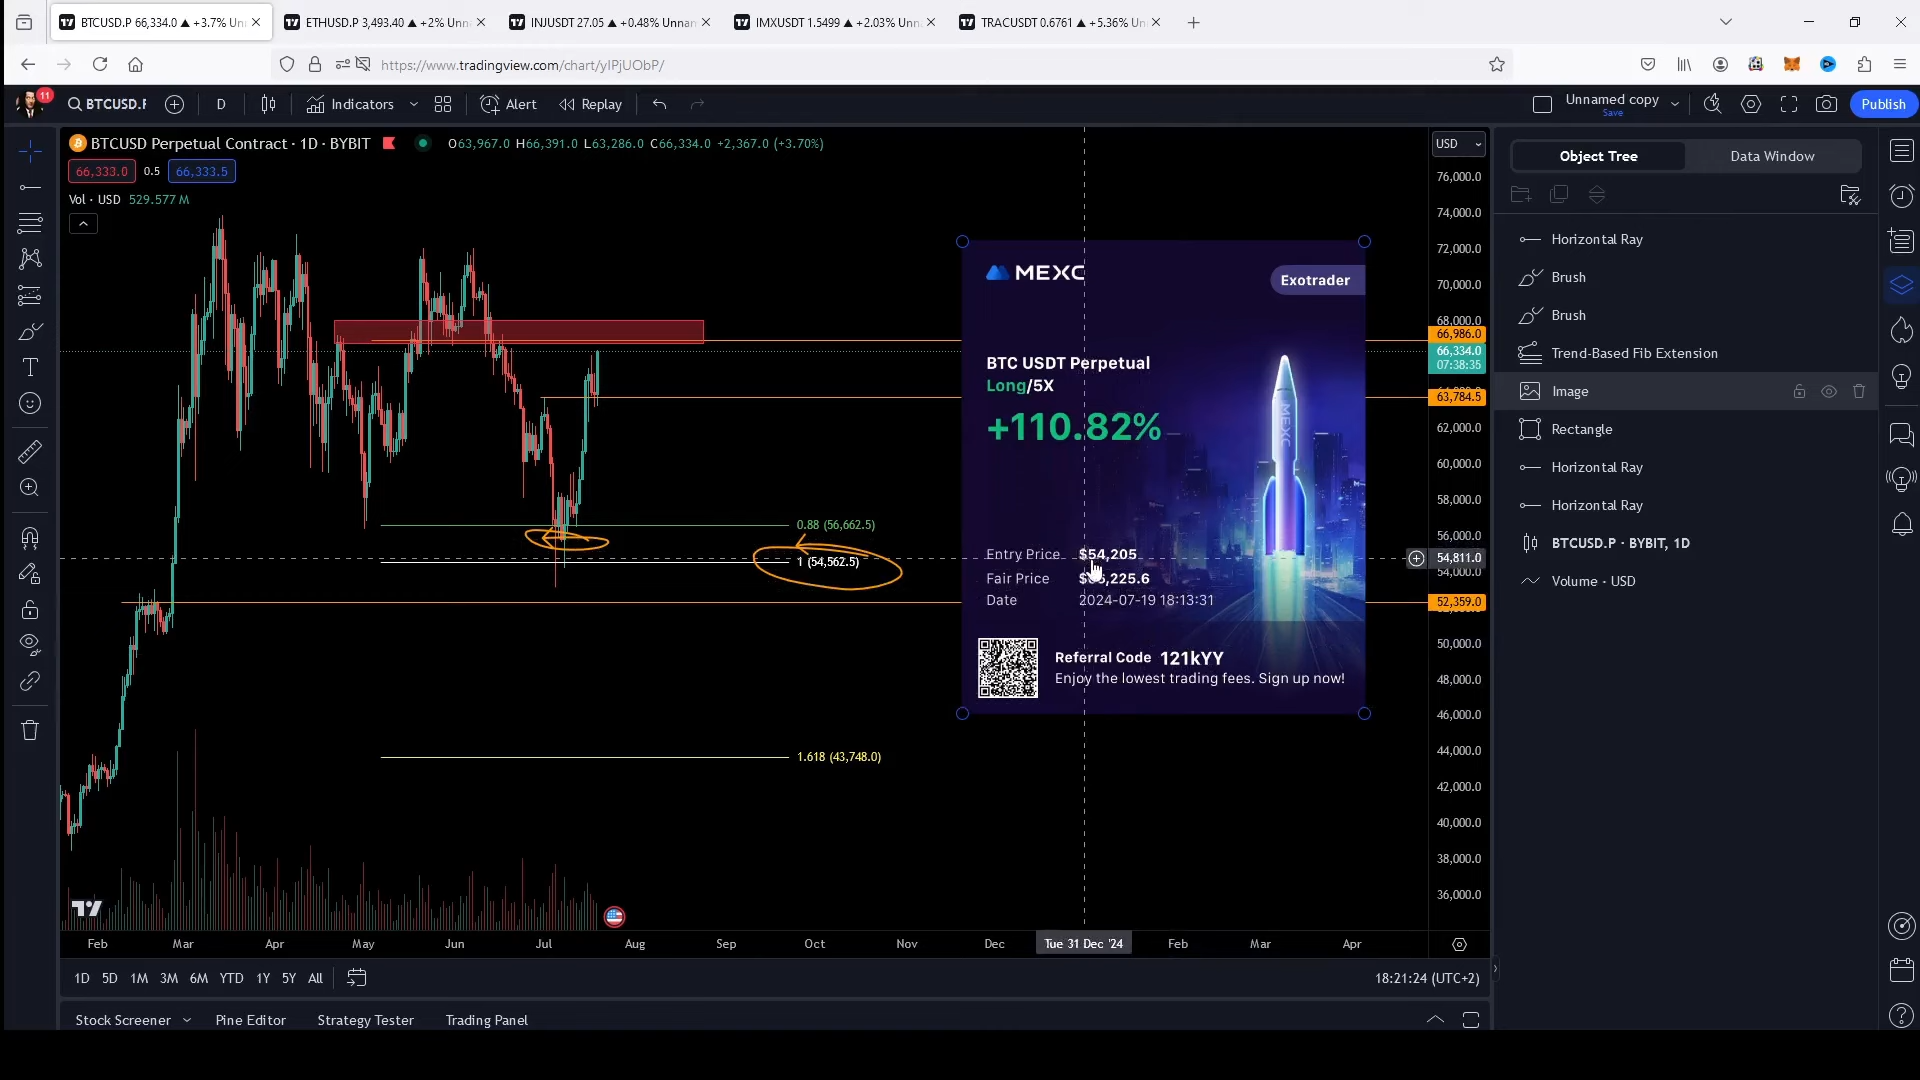 BTCUSD.P 66,334.0 ▲ +3.7% Unn
ETHUSD.P 3,493.40 ▲ +2% Unn
INJUSDT 27.05 ▲ +0.48% Unnam
IMXUSDT 1.5499 ▲ +2.03% Unn
TRACUSDT 0.6761 ▲ +5.36% Un
https://www.tradingview.com/chart/yIPjUObP/
11
BTCUSD.P
D
Indicators
Alert
Replay
Unnamed copy
Save
Publish
BTCUSD Perpetual Contract · 1D · BYBIT
O63,967.0 H66,391.0 L63,286.0 C66,334.0 +2,367.0 (+3.70%)
66,333.0
0.5
66,333.5
Vol · USD 529.577 M
USD
76,000.0
74,000.0
72,000.0
70,000.0
68,000.0
66,986.0
66,334.0
07:38:35
63,784.5
62,000.0
60,000.0
58,000.0
56,000.0
54,811.0
54,000.0
52,359.0
50,000.0
48,000.0
46,000.0
44,000.0
42,000.0
40,000.0
38,000.0
36,000.0
0.88 (56,662.5)
1 (54,562.5)
1.618 (43,748.0)
MEXC
Exotrader
BTC USDT Perpetual
Long/5X
+110.82%
MEXC
Entry Price $54,205
Fair Price ,225.6
Date 2024-07-19 18:13:31
Referral Code 121kYY
Enjoy the lowest trading fees. Sign up now!
Feb
Mar
Apr
May
Jun
Jul
Aug
Sep
Oct
Nov
Dec
Tue 31 Dec '24
Feb
Mar
Apr
1D 5D 1M 3M 6M YTD 1Y 5Y All
18:21:24 (UTC+2)
Stock Screener
Pine Editor
Strategy Tester
Trading Panel
Object Tree
Data Window
Horizontal Ray
Brush
Brush
Trend-Based Fib Extension
Image
Rectangle
Horizontal Ray
Horizontal Ray
BTCUSD.P · BYBIT, 1D
Volume · USD